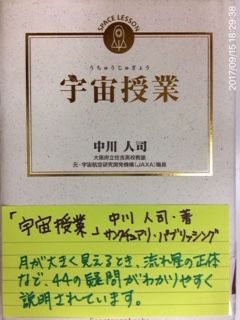 SPACE LESSON
うちゅうじゅぎょう
宇宙授業
中川 人司
大阪府立住吉高校教諭
元・宇宙航空研究開発機構(JAXA)職員
2017/09/15 18:29:38
「宇宙授業」 中川 人司・著
サンクチュアリ・パブリッシング
月が大きく見えるとき、流れ星の正体
など、44の疑問がわかりやすく
説明されています。